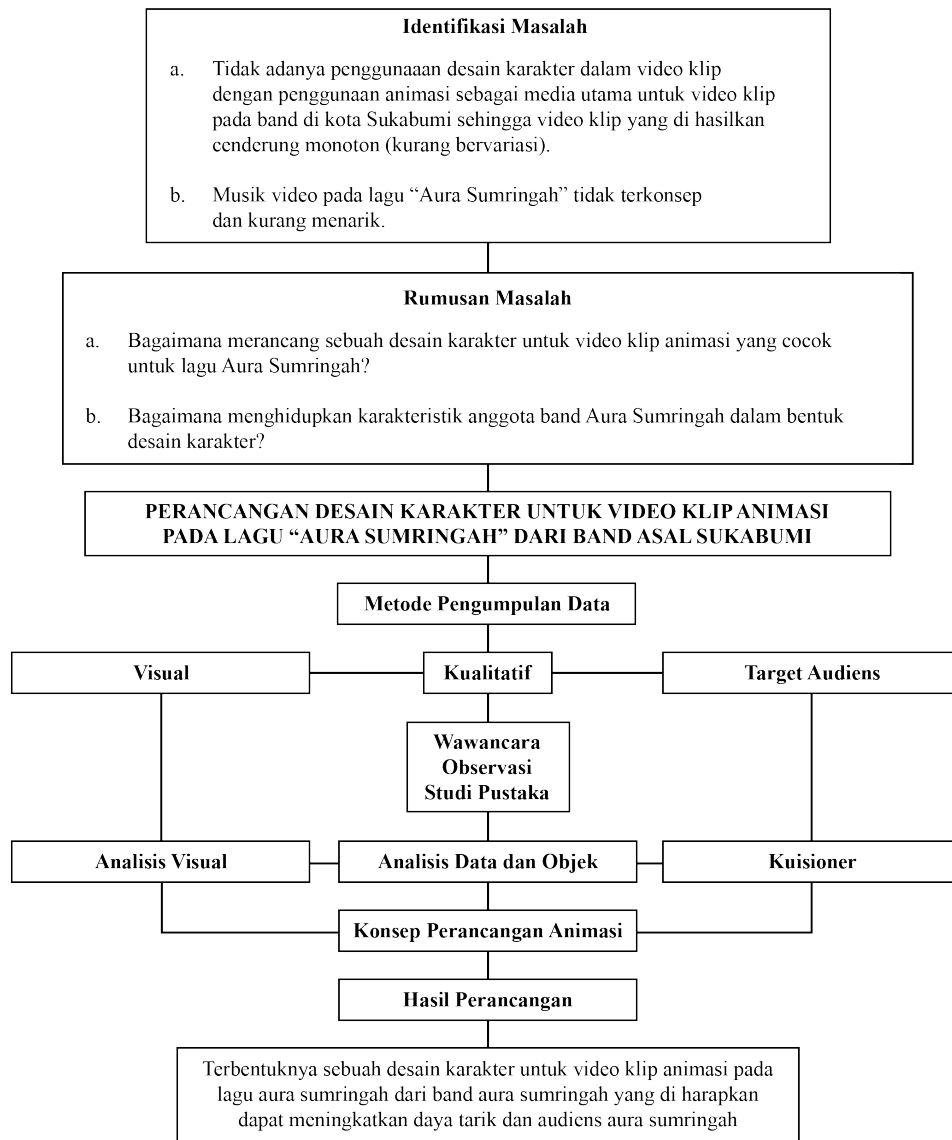 Identifikasi Masalah
a. Tidak adanya penggunaaan desain karakter dalam video klip
dengan penggunaan animasi sebagai media utama untuk video klip
pada band di kota Sukabumi sehingga video klip yang di hasilkan
cenderung monoton (kurang bervariasi).
b. Musik video pada lagu “Aura Sumringah” tidak terkonsep
dan kurang menarik.
Rumusan Masalah
a. Bagaimana merancang sebuah desain karakter untuk video klip animasi yang cocok
untuk lagu Aura Sumringah?
b. Bagaimana menghidupkan karakteristik anggota band Aura Sumringah dalam bentuk
desain karakter?
PERANCANGAN DESAIN KARAKTER UNTUK VIDEO KLIP ANIMASI
PADA LAGU “AURA SUMRINGAH” DARI BAND ASAL SUKABUMI
Metode Pengumpulan Data
Visual
Kualitatif
Target Audiens
Wawancara
Observasi
Studi Pustaka
Analisis Visual
Analisis Data dan Objek
Kuisioner
Konsep Perancangan Animasi
Hasil Perancangan
Terbentuknya sebuah desain karakter untuk video klip animasi pada
lagu aura sumringah dari band aura sumringah yang di harapkan
dapat meningkatkan daya tarik dan audiens aura sumringah